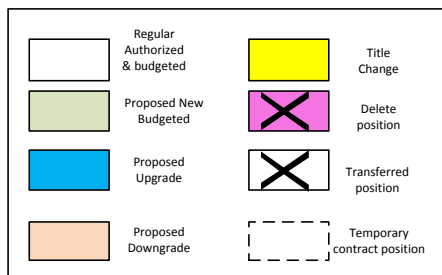 Regular
Authorized
& budgeted
Title
Change
Proposed New
Budgeted
Delete
position
Proposed
Upgrade
Transferred
position
Proposed
Downgrade
Temporary
contract position